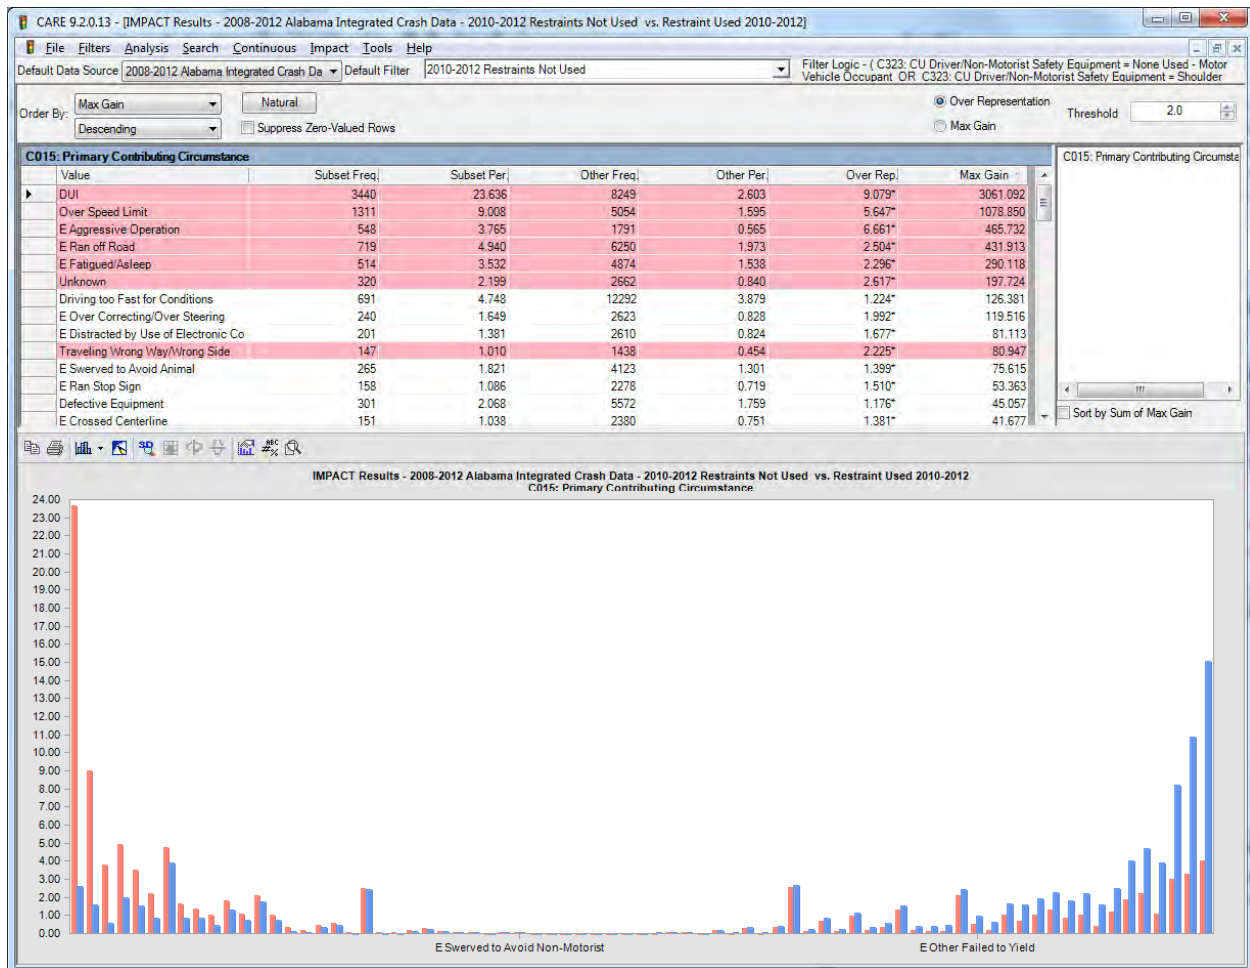 CARE 9.2.0.13 - [IMPACT Results - 2008-2012 Alabama Integrated Crash Data - 2010-2012 Restraints Not Used vs. Restraint Used 2010-2012]
File Filters Analysis Search Continuous Impact Tools Help
Default Data Source 2008-2012 Alabama Integrated Crash Da Default Filter 2010-2012 Restraints Not Used Filter Logic - ( C323: CU Driver/Non-Motorist Safety Equipment = None Used - Motor
Vehicle Occupant OR C323: CU Driver/Non-Motorist Safety Equipment = Shoulder
Order By: Max Gain Natural Over Representation Threshold 2.0
Descending Suppress Zero-Valued Rows Max Gain
C015: Primary Contributing Circumstance C015: Primary Contributing Circumsta
Value Subset Freq. Subset Per. Other Freq. Other Per. Over Rep. Max Gain
DUI 3440 23.636 8249 2.603 9.079* 3061.092
Over Speed Limit 1311 9.008 5054 1.595 5.647* 1078.850
E Aggressive Operation 548 3.765 1791 0.565 6.661* 465.732
E Ran off Road 719 4.940 6250 1.973 2.504* 431.913
E Fatigued/Asleep 514 3.532 4874 1.538 2.296* 290.118
Unknown 320 2.199 2662 0.840 2.617* 197.724
Driving too Fast for Conditions 691 4.748 12292 3.879 1.224* 126.381
E Over Correcting/Over Steering 240 1.649 2623 0.828 1.992* 119.516
E Distracted by Use of Electronic Co 201 1.381 2610 0.824 1.677* 81.113
Traveling Wrong Way/Wrong Side 147 1.010 1438 0.454 2.225* 80.947
E Swerved to Avoid Animal 265 1.821 4123 1.301 1.399* 75.615
E Ran Stop Sign 158 1.086 2278 0.719 1.510* 53.363
Defective Equipment 301 2.068 5572 1.759 1.176* 45.057
E Crossed Centerline 151 1.038 2380 0.751 1.381* 41.677
Sort by Sum of Max Gain
3D ABC #%
IMPACT Results - 2008-2012 Alabama Integrated Crash Data - 2010-2012 Restraints Not Used vs. Restraint Used 2010-2012
C015: Primary Contributing Circumstance
24.00
23.00
22.00
21.00
20.00
19.00
18.00
17.00
16.00
15.00
14.00
13.00
12.00
11.00
10.00
9.00
8.00
7.00
6.00
5.00
4.00
3.00
2.00
1.00
0.00
E Swerved to Avoid Non-Motorist E Other Failed to Yield